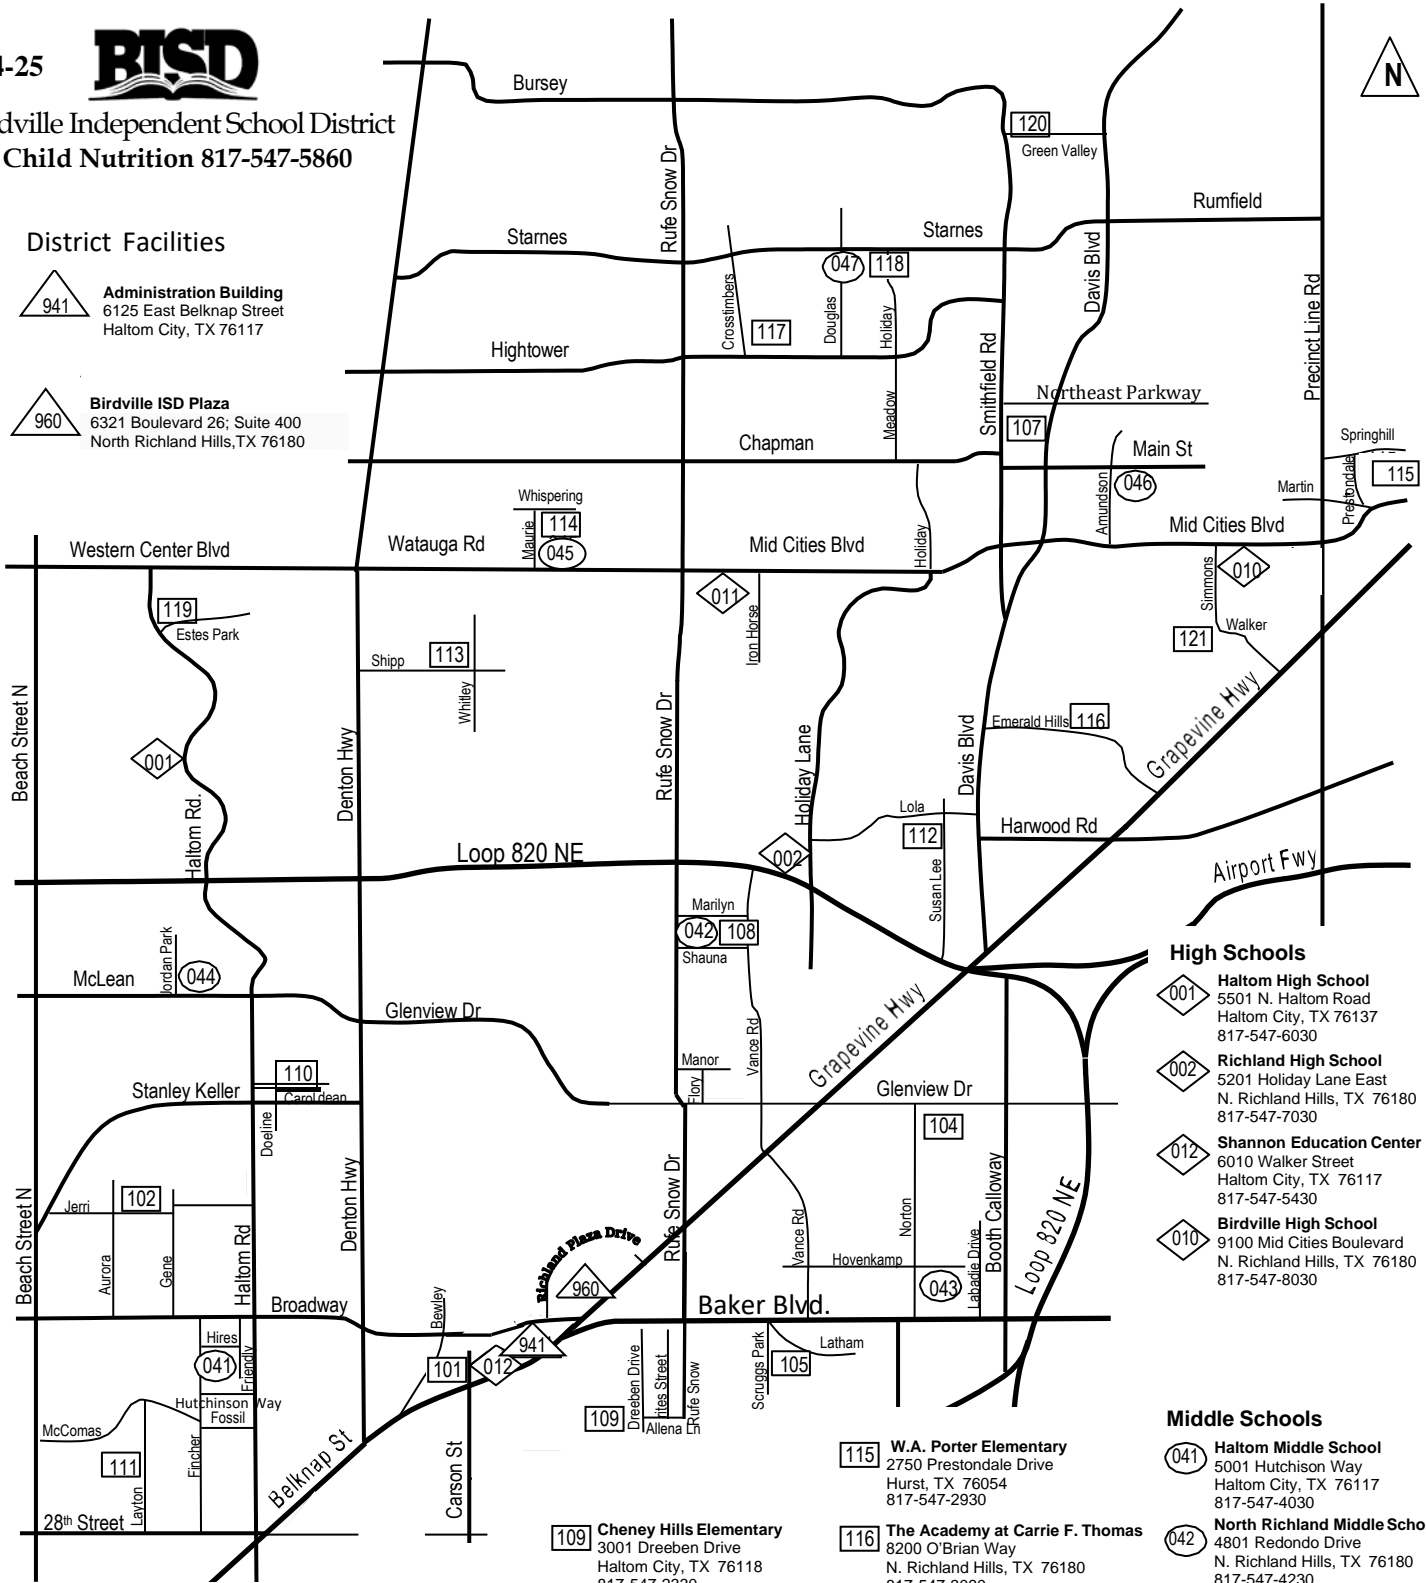 4-25
BISD
dville Independent School District
Child Nutrition 817-547-5860
N
District Facilities
941
Administration Building
6125 East Belknap Street
Haltom City, TX 76117
960
Birdville ISD Plaza
6321 Boulevard 26; Suite 400
North Richland Hills,TX 76180
Bursey
120
Green Valley
Rufe Snow Dr
Rumfield
Starnes
Starnes
Davis Blvd
047
118
Crosstimbers
117
Douglas
Holiday
Precinct Line Rd
Hightower
Smithfield Rd
Northeast Parkway
Meadow
107
Chapman
Main St
Springhill
115
Amundson
046
Martin
Prestondale
Whispering
Maurie
114
045
Western Center Blvd
Watauga Rd
Mid Cities Blvd
Holiday
Mid Cities Blvd
011
Iron Horse
Simmons
010
119
Estes Park
121
Walker
Shipp
113
Whitley
Beach Street N
001
Denton Hwy
Rufe Snow Dr
Holiday Lane
Davis Blvd
Emerald Hills
116
Grapevine Hwy
Haltom Rd.
Lola
112
Harwood Rd
Loop 820 NE
002
Susan Lee
Airport Fwy
Marilyn
042
108
Shauna
McLean
Jordan Park
044
Glenview Dr
Vance Rd
Grapevine Hwy
Manor
Flory
Glenview Dr
110
Stanley Keller
Caroldean
Doeline
104
Beach Street N
Jerri
102
Aurora
Gene
Haltom Rd
Denton Hwy
Rufe Snow Dr
Richland Plaza Drive
960
Vance Rd
Norton
Hovenkamp
043
Labadie Drive
Booth Calloway
Loop 820 NE
Broadway
Bewley
Baker Blvd.
941
Hires
041
Friendly
101
012
Dreeben Drive
ites Street
Rufe Snow
Scruggs Park
Latham
105
Hutchinson Way
Fossil
109
Allena Ln
McComas
111
Layton
Fincher
Belknap St
Carson St
28th Street
High Schools
001
Haltom High School
5501 N. Haltom Road
Haltom City, TX 76137
817-547-6030
002
Richland High School
5201 Holiday Lane East
N. Richland Hills, TX 76180
817-547-7030
012
Shannon Education Center
6010 Walker Street
Haltom City, TX 76117
817-547-5430
010
Birdville High School
9100 Mid Cities Boulevard
N. Richland Hills, TX 76180
817-547-8030
Middle Schools
041
Haltom Middle School
5001 Hutchison Way
Haltom City, TX 76117
817-547-4030
042
North Richland Middle Scho
4801 Redondo Drive
N. Richland Hills, TX 76180
817-547-4230
115
W.A. Porter Elementary
2750 Prestondale Drive
Hurst, TX 76054
817-547-2930
116
The Academy at Carrie F. Thomas
8200 O'Brian Way
N. Richland Hills, TX 76180
109
Cheney Hills Elementary
3001 Dreeben Drive
Haltom City, TX 76118